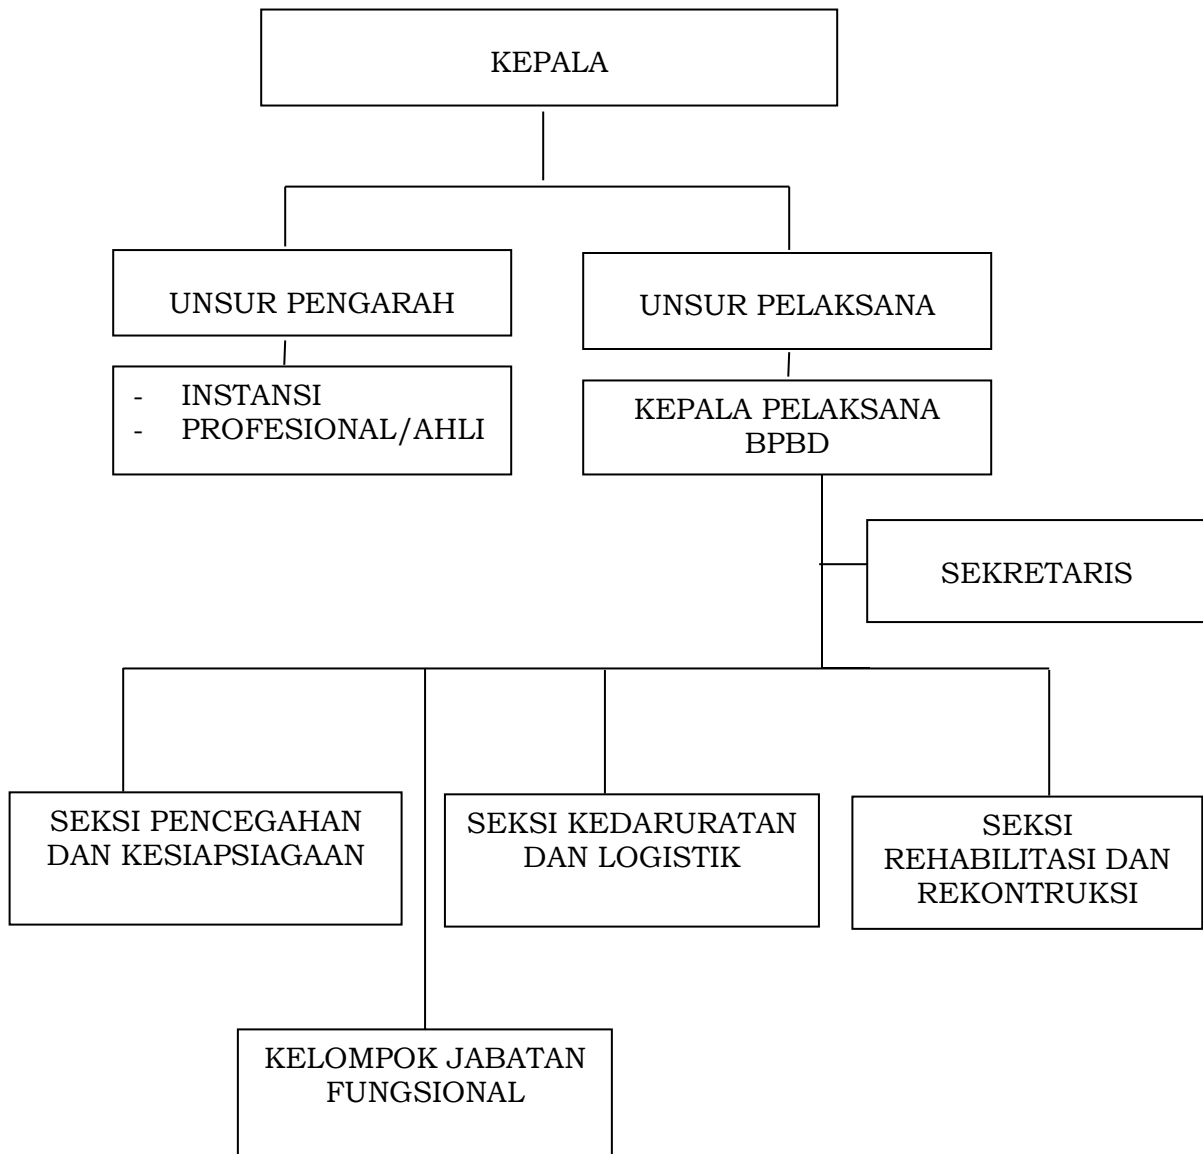 KEPALA
UNSUR PENGARAH
UNSUR PELAKSANA
- INSTANSI
- PROFESIONAL/AHLI
KEPALA PELAKSANA
BPBD
SEKRETARIS
SEKSI PENCEGAHAN
DAN KESIAPSIAGAAN
SEKSI KEDARURATAN
DAN LOGISTIK
SEKSI
REHABILITASI DAN
REKONTRUKSI
KELOMPOK JABATAN
FUNGSIONAL